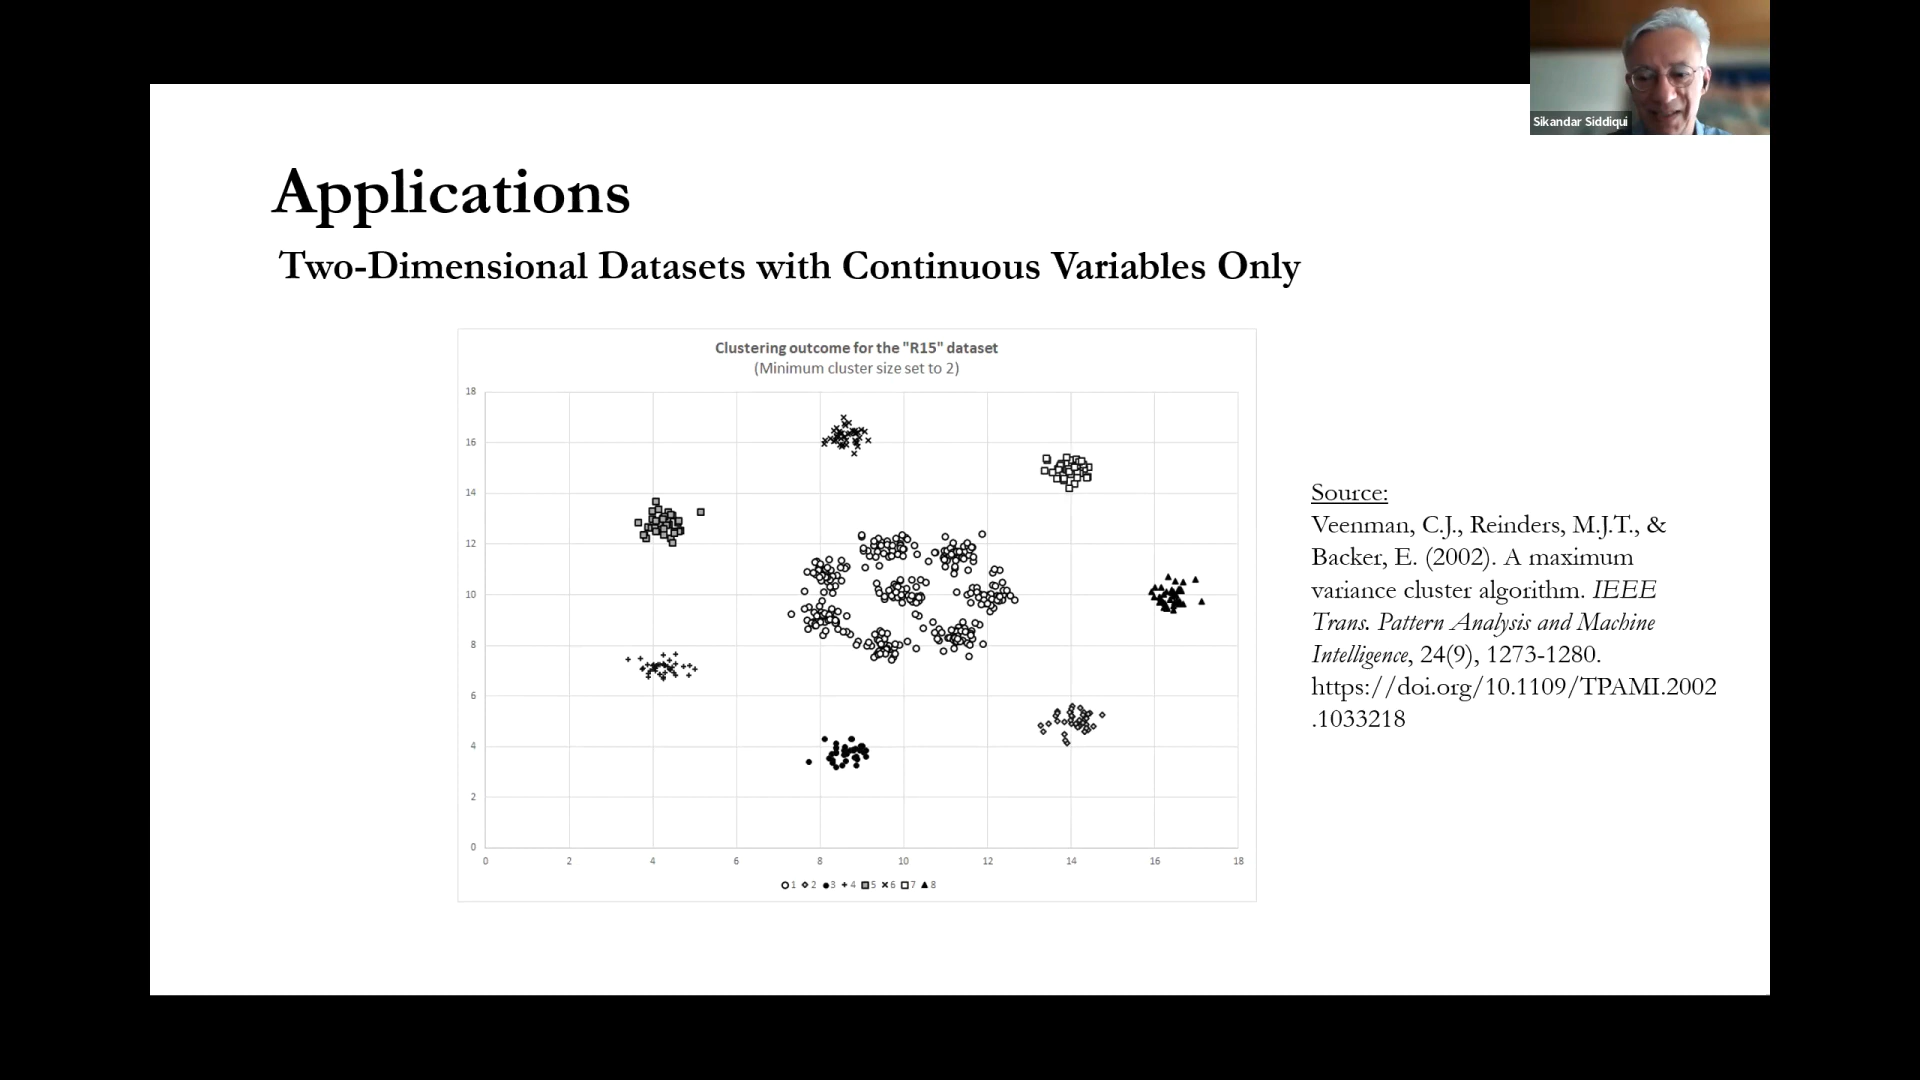 Sikandar Siddiqui
Applications
Two-Dimensional Datasets with Continuous Variables Only
Clustering outcome for the "R15" dataset
(Minimum cluster size set to 2)
18
16
14
12
10
8
6
4
2
0
0 2 4 6 8 10 12 14 16 18
1 2 3 4 5 6 7 8
Source:
Veenman, C.J., Reinders, M.J.T., &
Backer, E. (2002). A maximum
variance cluster algorithm. IEEE
Trans. Pattern Analysis and Machine
Intelligence, 24(9), 1273-1280.
https://doi.org/10.1109/TPAMI.2002
.1033218